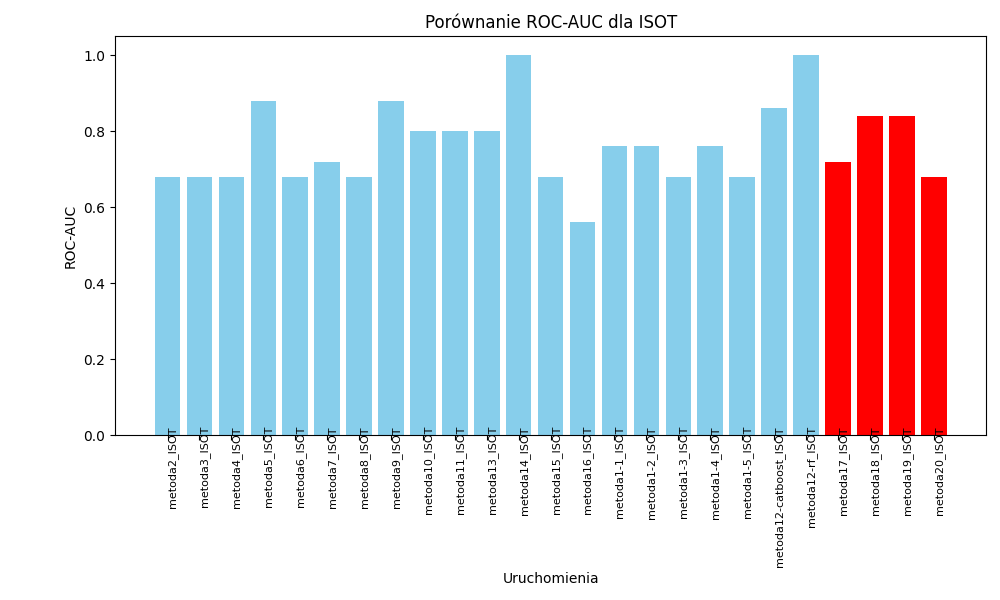 Porównanie ROC-AUC dla ISOT
ROC-AUC
1.0
0.8
0.6
0.4
0.2
0.0
metoda2_ISOT
metoda3_ISOT
metoda4_ISOT
metoda5_ISOT
metoda6_ISOT
metoda7_ISOT
metoda8_ISOT
metoda9_ISOT
metoda10_ISOT
metoda11_ISOT
metoda13_ISOT
metoda14_ISOT
metoda15_ISOT
metoda16_ISOT
metoda1-1_ISOT
metoda1-2_ISOT
metoda1-3_ISOT
metoda1-4_ISOT
metoda1-5_ISOT
metoda12-catboost_ISOT
metoda12-rf_ISOT
metoda17_ISOT
metoda18_ISOT
metoda19_ISOT
metoda20_ISOT
Uruchomienia